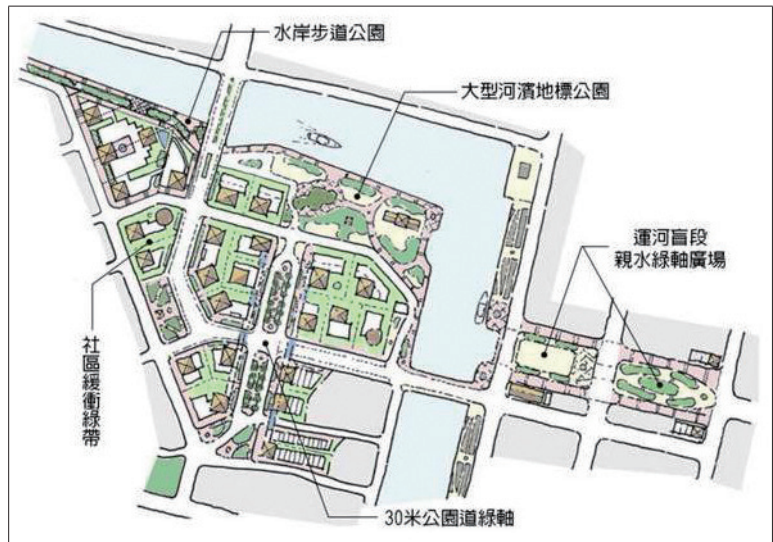 水岸步道公園
大型河濱地標公園
運河盲段
親水綠軸廣場
社區緩衝綠帶
30米公園道綠軸